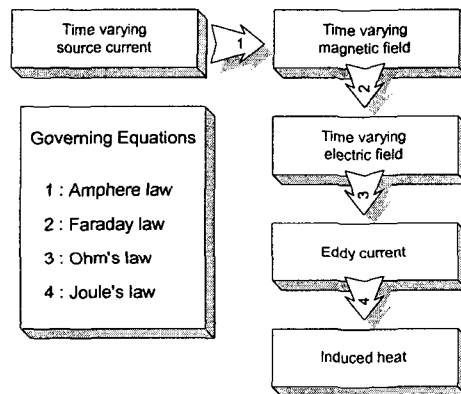 Time varying
source current
1
Time varying
magnetic field
2
Time varying
electric field
3
Eddy current
4
Induced heat
Governing Equations
1 : Amphere law
2 : Faraday law
3 : Ohm's law
4 : Joule's law